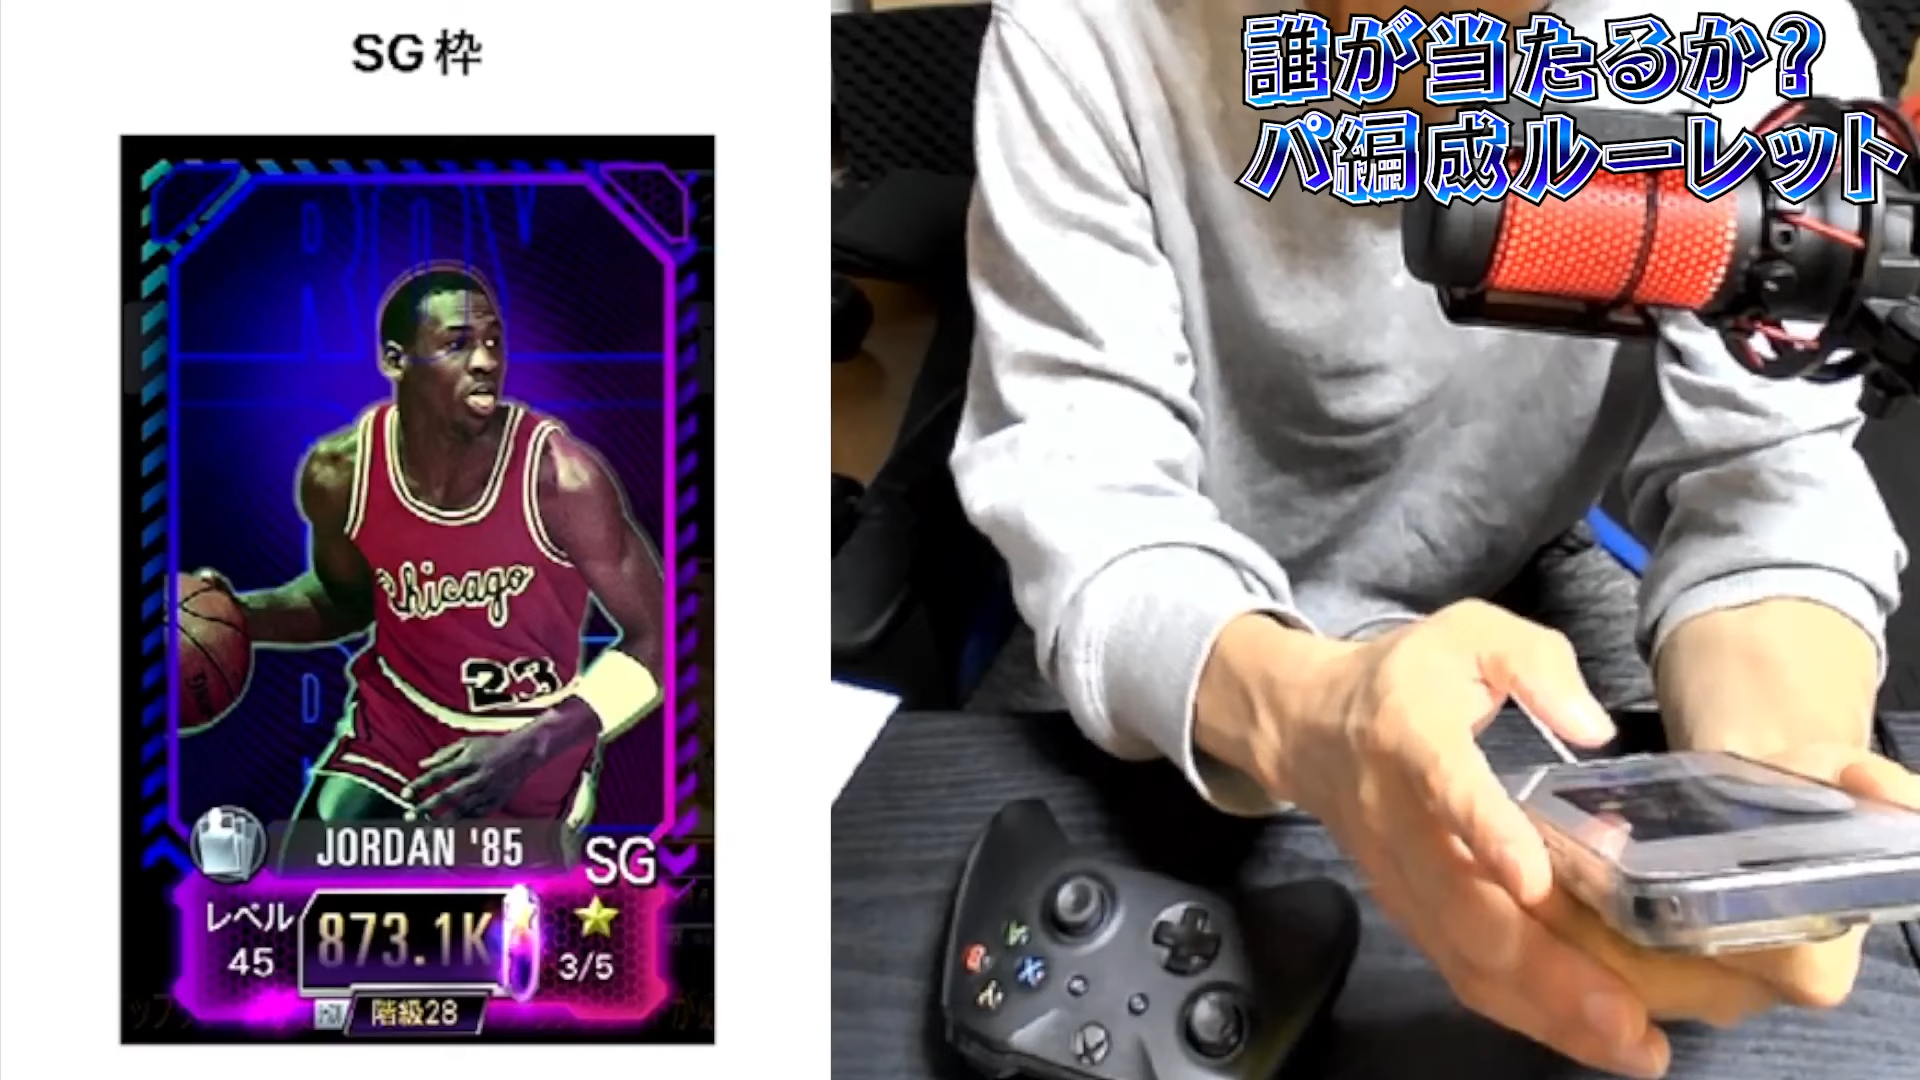 SG枠
誰が当たるか?
パ編成ルーレット
Chicago
23
JORDAN '85
SG
レベル
45
873.1K
3/5
階級28